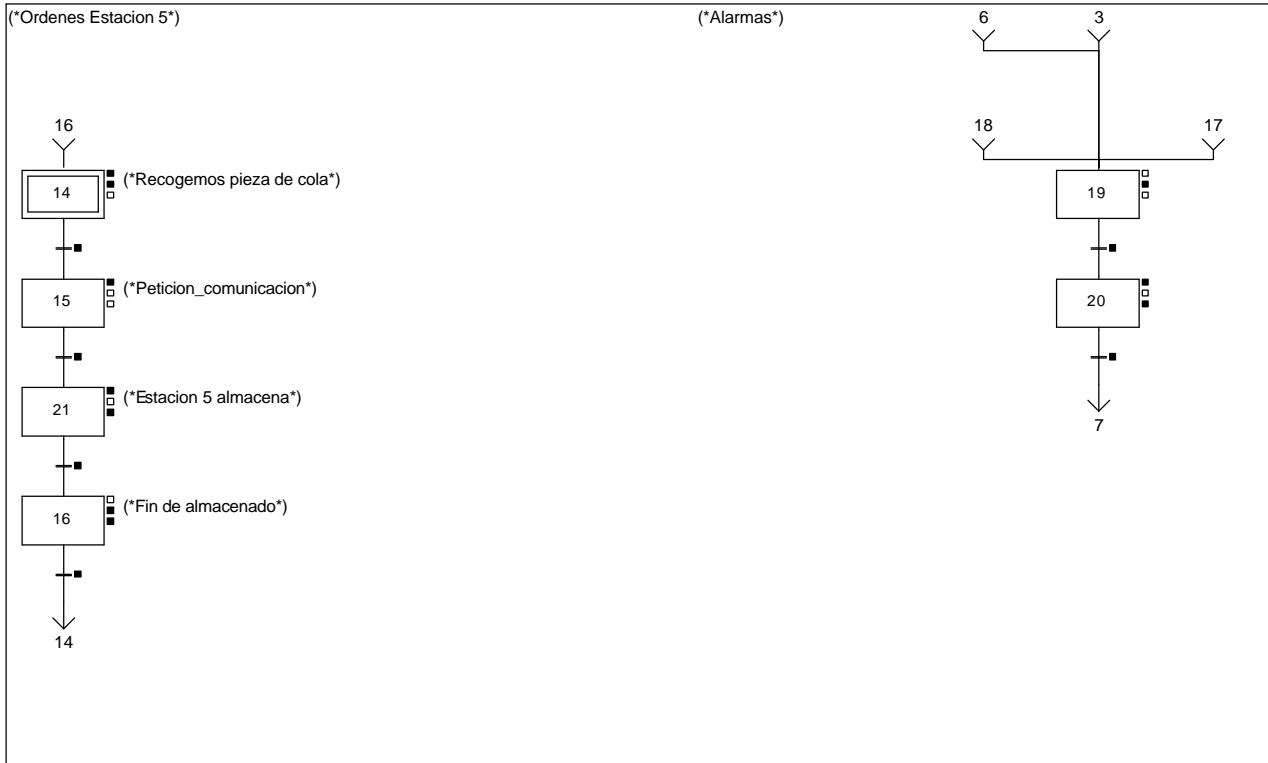 (*Ordenes Estacion 5*)
(*Alarmas*)
6
3
16
18
17
14
(*Recogemos pieza de cola*)
19
15
(*Peticion_comunicacion*)
20
21
(*Estacion 5 almacena*)
7
16
(*Fin de almacenado*)
14